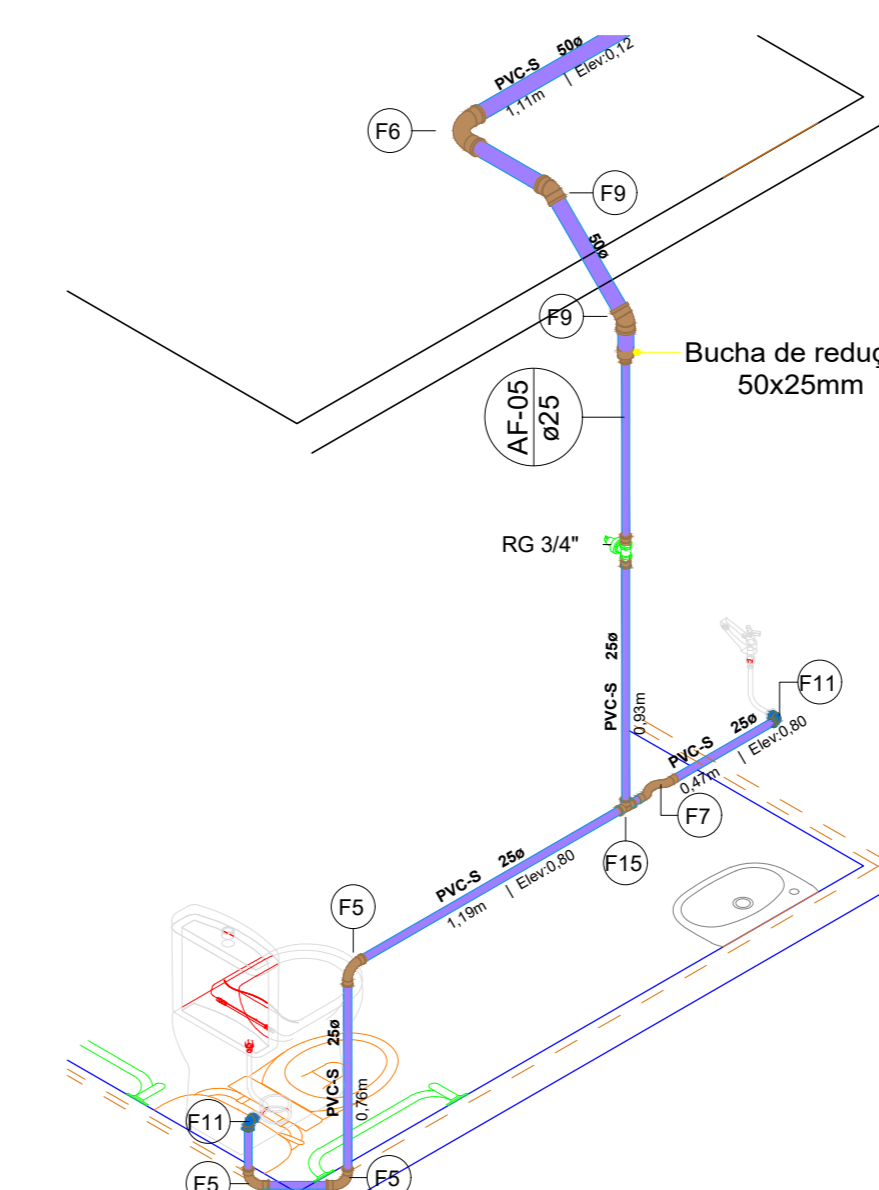 PVC-S 50ø
1,11m | Elev:0,12
F6
F9
50ø
F9
Bucha de reduç
50x25mm
AF-05
ø25
RG 3/4"
PVC-S 25ø
0,93m
F11
PVC-S 25ø
0,47m | Elev:0,80
F7
F15
PVC-S 25ø
1,19m | Elev:0,80
F5
PVC-S 25ø
0,76m
F11
F5
F5